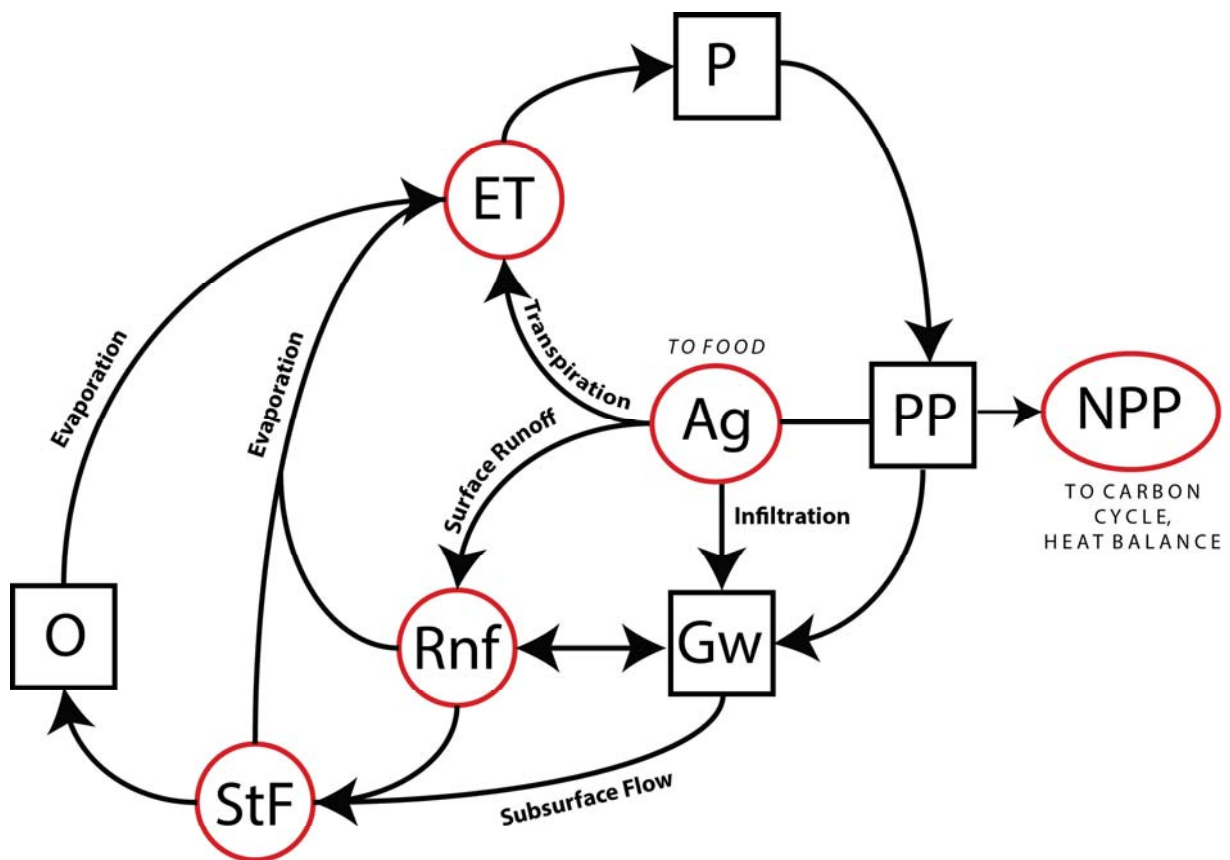 P
ET
Transpiration
TO FOOD
Ag
PP
NPP
TO CARBON
CYCLE,
HEAT BALANCE
Evaporation
Evaporation
Surface Runoff
Infiltration
O
Rnf
Gw
StF
Subsurface Flow